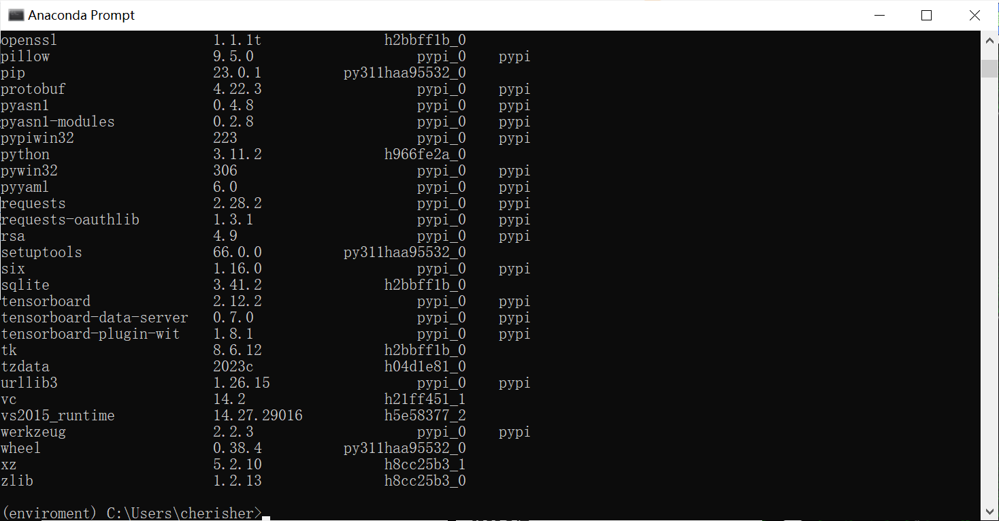 Anaconda Prompt
openssl 1.1.1t h2bbff1b_0
pillow 9.5.0 pypi_0 pypi
pip 23.0.1 py311haa95532_0
protobuf 4.22.3 pypi_0 pypi
pyasn1 0.4.8 pypi_0 pypi
pyasn1-modules 0.2.8 pypi_0 pypi
pypiwin32 223 pypi_0 pypi
python 3.11.2 h966fe2a_0
pywin32 306 pypi_0 pypi
pyyaml 6.0 pypi_0 pypi
requests 2.28.2 pypi_0 pypi
requests-oauthlib 1.3.1 pypi_0 pypi
rsa 4.9 pypi_0 pypi
setuptools 66.0.0 py311haa95532_0
six 1.16.0 pypi_0 pypi
sqlite 3.41.2 h2bbff1b_0
tensorboard 2.12.2 pypi_0 pypi
tensorboard-data-server 0.7.0 pypi_0 pypi
tensorboard-plugin-wit 1.8.1 pypi_0 pypi
tk 8.6.12 h2bbff1b_0
tzdata 2023c h04d1e81_0
urllib3 1.26.15 pypi_0 pypi
vc 14.2 h21ff451_1
vs2015_runtime 14.27.29016 h5e58377_2
werkzeug 2.2.3 pypi_0 pypi
wheel 0.38.4 py311haa95532_0
xz 5.2.10 h8cc25b3_1
zlib 1.2.13 h8cc25b3_0
(enviroment) C:\Users\cherisher>